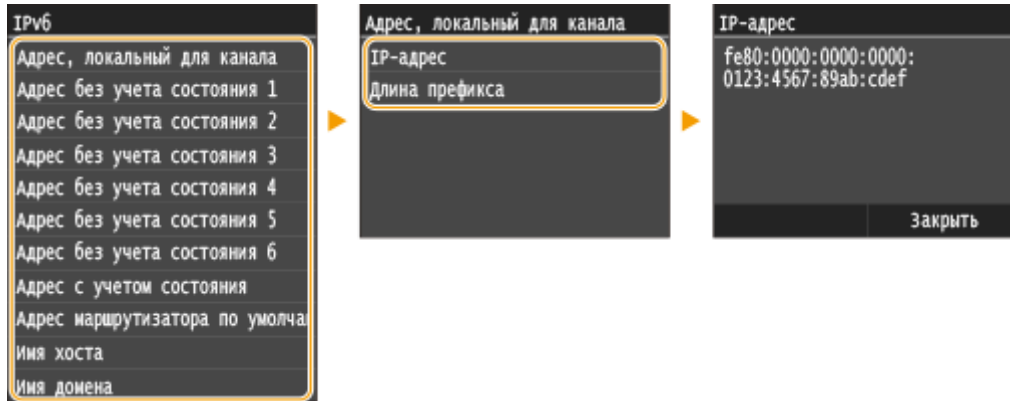 IPv6
Адрес, локальный для канала
Адрес без учета состояния 1
Адрес без учета состояния 2
Адрес без учета состояния 3
Адрес без учета состояния 4
Адрес без учета состояния 5
Адрес без учета состояния 6
Адрес с учетом состояния
Адрес маршрутизатора по умолча
Имя хоста
Имя домена
Адрес, локальный для канала
IP-адрес
Длина префикса
IP-адрес
fe80:0000:0000:0000:
0123:4567:89ab:cdef
Закрыть